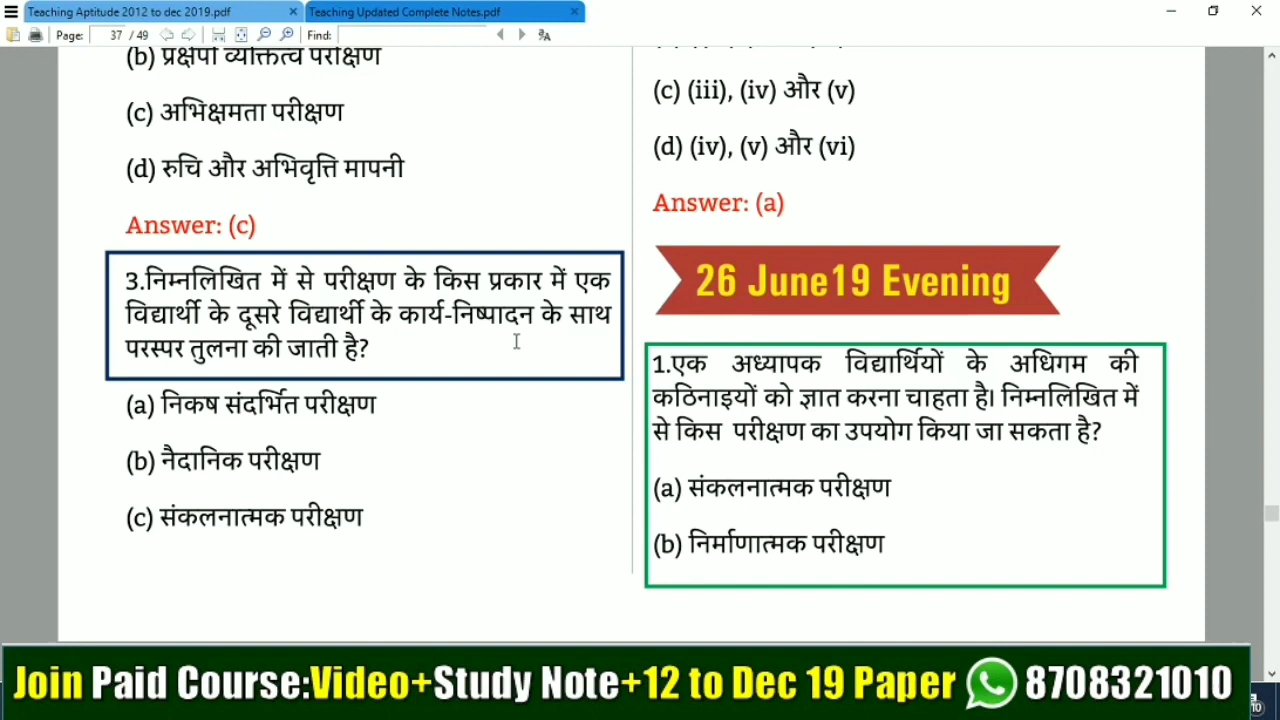 Teaching Aptitude 2012 to dec 2019.pdf
Teaching Updated Complete Notes.pdf
Page: 37 / 49
Find:
(b) प्रक्षेपी व्यक्तित्व परीक्षण
(c) अभिक्षमता परीक्षण
(d) रुचि और अभिवृत्ति मापनी
Answer: (c)
3.निम्नलिखित में से परीक्षण के किस प्रकार में एक
विद्यार्थी के दूसरे विद्यार्थी के कार्य-निष्पादन के साथ
परस्पर तुलना की जाती है?
(a) निकष संदर्भित परीक्षण
(b) नैदानिक परीक्षण
(c) संकलनात्मक परीक्षण
(c) (iii), (iv) और (v)
(d) (iv), (v) और (vi)
Answer: (a)
26 June19 Evening
1.एक अध्यापक विद्यार्थियों के अधिगम की
कठिनाइयों को ज्ञात करना चाहता है। निम्नलिखित में
से किस परीक्षण का उपयोग किया जा सकता है?
(a) संकलनात्मक परीक्षण
(b) निर्माणात्मक परीक्षण
Join Paid Course:Video+Study Note+12 to Dec 19 Paper 8708321010